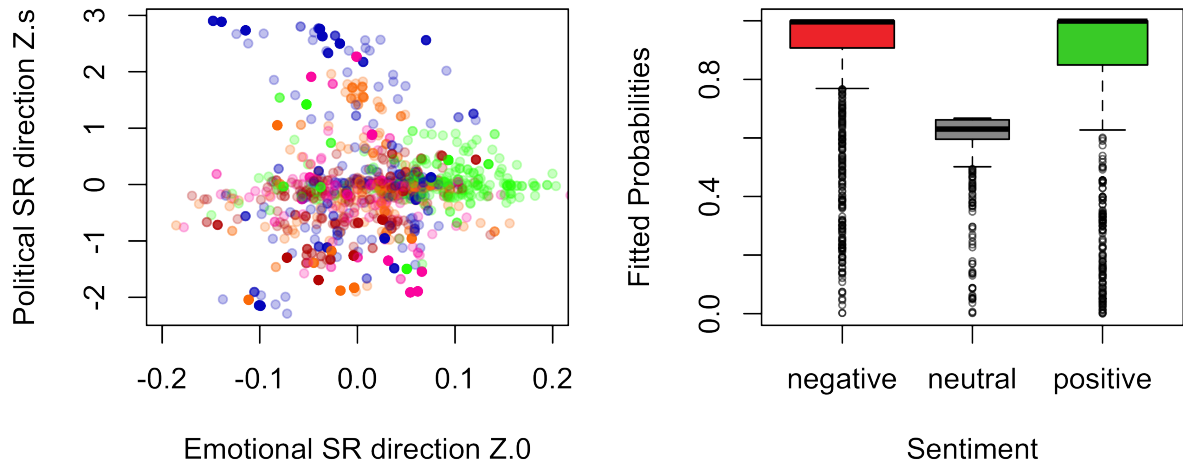 Political SR direction Z.s
3
2
1
0
-1
-2
-0.2 -0.1 0.0 0.1 0.2
Emotional SR direction Z.0
Fitted Probabilities
0.8
0.4
0.0
negative neutral positive
Sentiment